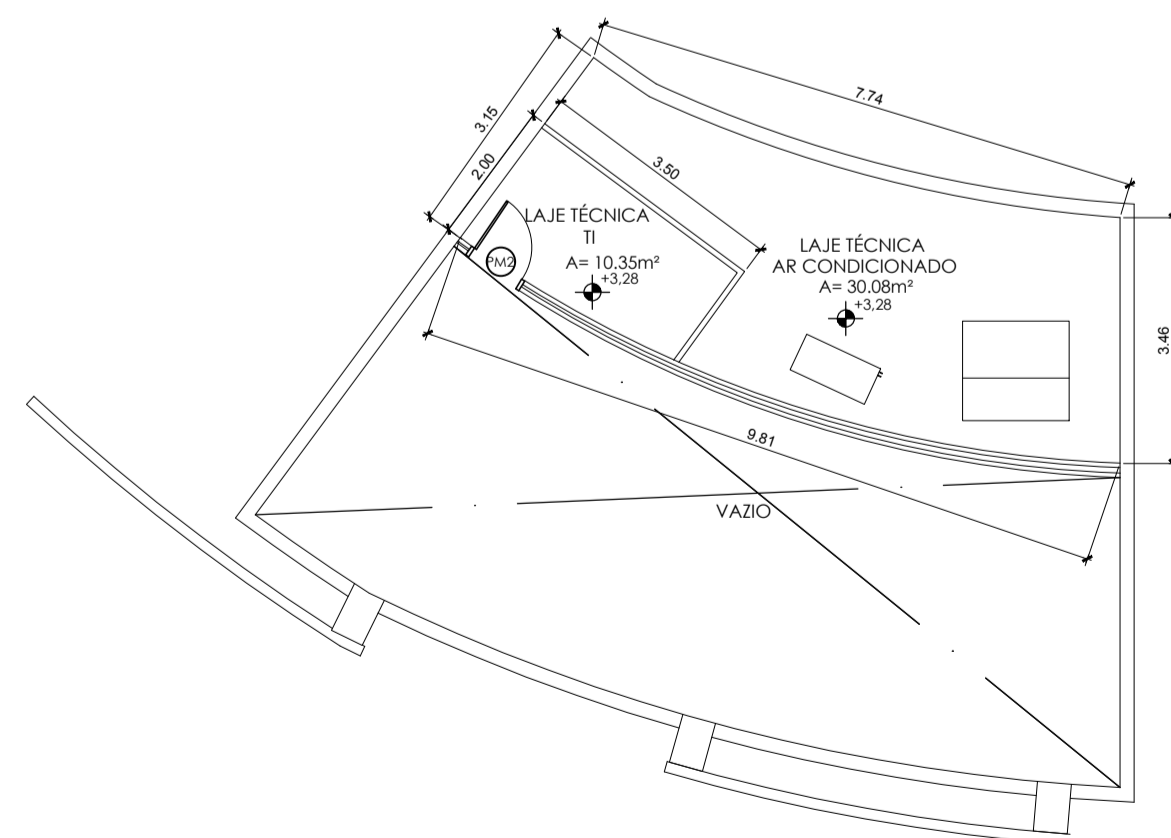 7.74
3.15
2.00
3.50
LAJE TÉCNICA
TI
A= 10.35m²
+3,28
PM2
LAJE TÉCNICA
AR CONDICIONADO
A= 30.08m²
+3,28
3.46
9.81
VAZIO